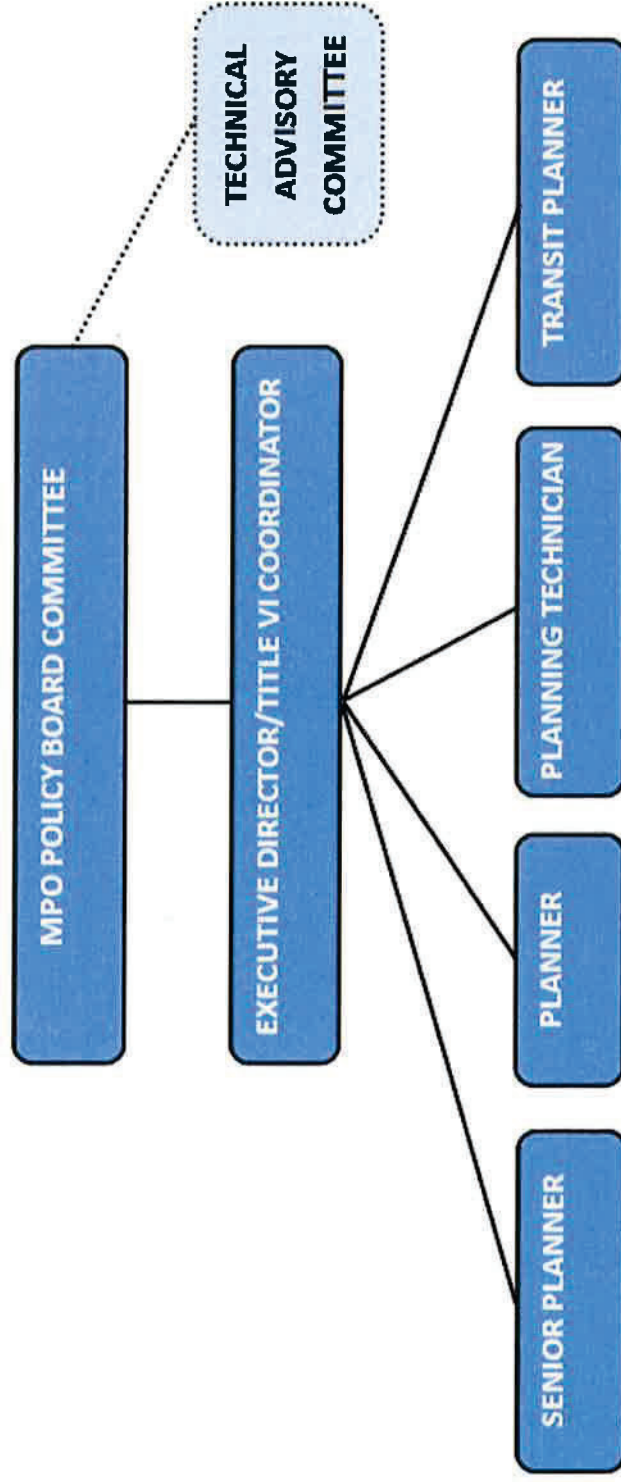 MPO POLICY BOARD COMMITTEE
TECHNICAL
ADVISORY
COMMITTEE
EXECUTIVE DIRECTOR/TITLE VI COORDINATOR
SENIOR PLANNER
PLANNER
PLANNING TECHNICIAN
TRANSIT PLANNER